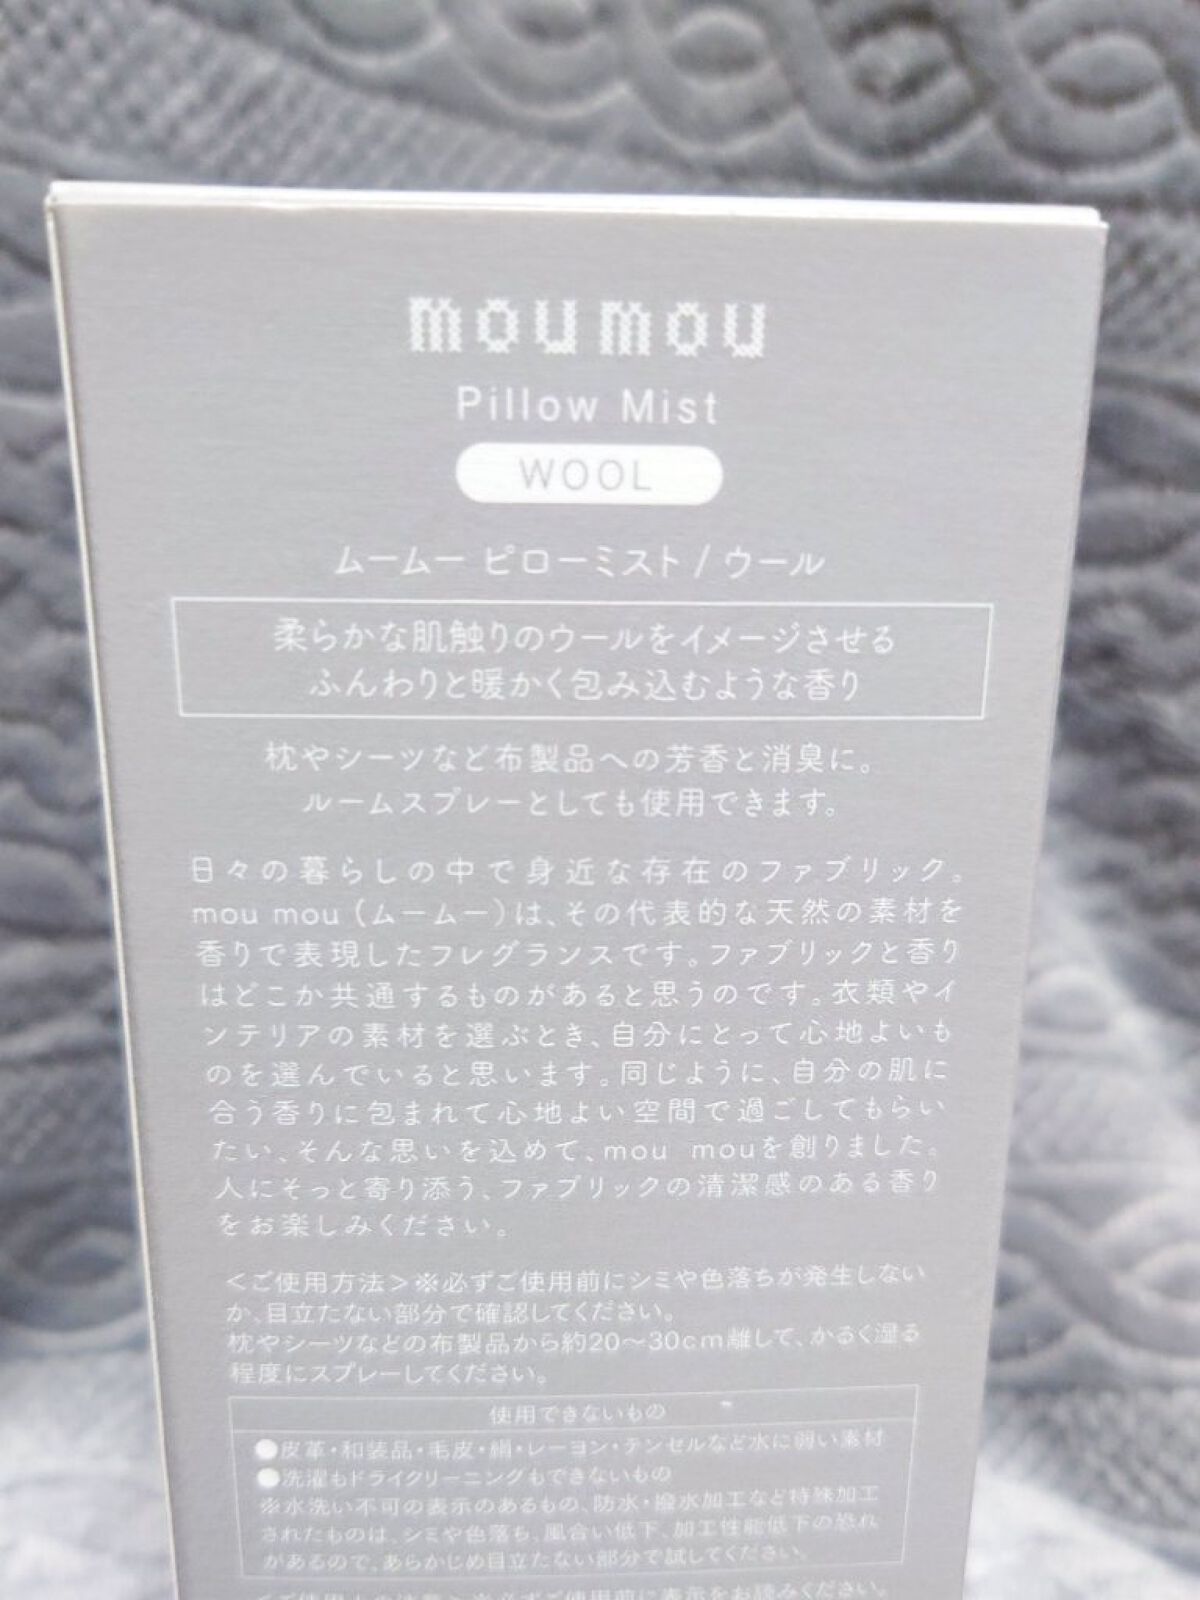 moumou
Pillow Mist
WOOL
ムームー ピローミスト / ウール
柔らかな肌触りのウールをイメージさせる
ふんわりと暖かく包み込むような香り
枕やシーツなど布製品への芳香と消臭に。
ルームスプレーとしても使用できます。
日々の暮らしの中で身近な存在のファブリック。
mou mou（ムームー）は、その代表的な天然の素材を
香りで表現したフレグランスです。ファブリックと香り
はどこか共通するものがあると思うのです。衣類やイ
ンテリアの素材を選ぶとき、自分にとって心地よいも
のを選んでいると思います。同じように、自分の肌に
合う香りに包まれて心地よい空間で過ごしてもらい
たい、そんな思いを込めて、mou mouを創りました。
人にそっと寄り添う、ファブリックの清潔感のある香り
をお楽しみください。
＜ご使用方法＞※必ずご使用前にシミや色落ちが発生しない
か、目立たない部分で確認してください。
枕やシーツなどの布製品から約20〜30cm離して、かるく湿る
程度にスプレーしてください。
使用できないもの
●皮革・和装品・毛皮・絹・レーヨン・テンセルなど水に弱い素材
●洗濯もドライクリーニングもできないもの
※水洗い不可の表示のあるもの、防水・撥水加工など特殊加工
されたものは、シミや色落ち、風合い低下、加工性能低下の恐れ
があるので、あらかじめ目立たない部分で試してください。
＜ご使用上の注意＞※必ずご使用前に表示をお読みください。